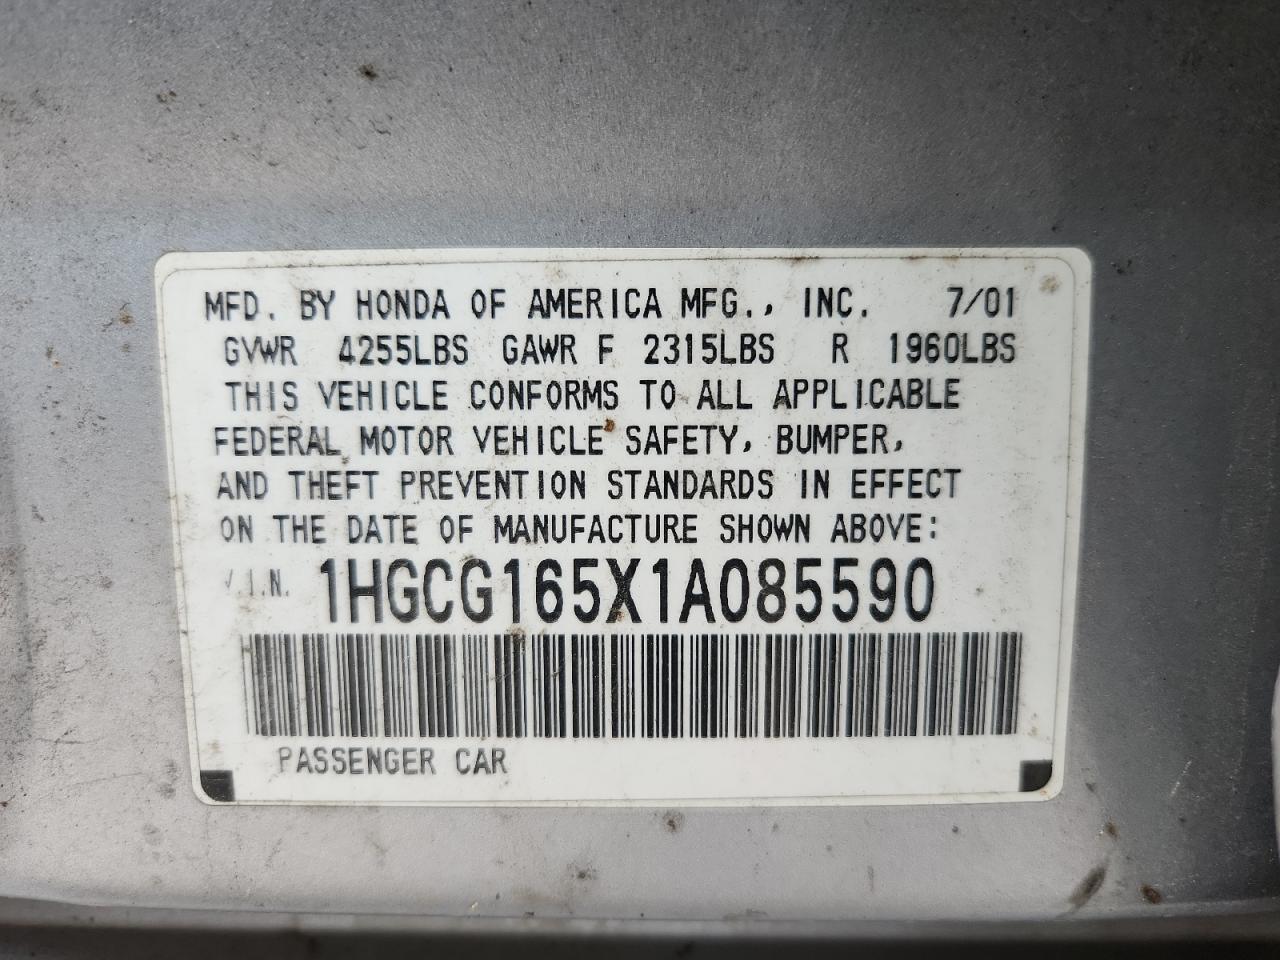 MFD. BY HONDA OF AMERICA MFG., INC. 7/01
GVWR 4255LBS GAWR F 2315LBS R 1960LBS
THIS VEHICLE CONFORMS TO ALL APPLICABLE
FEDERAL MOTOR VEHICLE SAFETY, BUMPER,
AND THEFT PREVENTION STANDARDS IN EFFECT
ON THE DATE OF MANUFACTURE SHOWN ABOVE:
V.I.N. 1HGCG165X1A085590
PASSENGER CAR